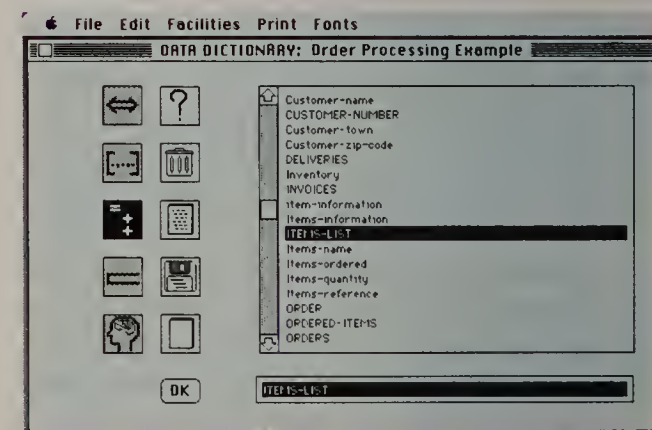 File Edit Facilities Print Fonts
DATA DICTIONARY: Order Processing Example
Customer-name
CUSTOMER-NUMBER
Customer-town
Customer-zip-code
DELIVERIES
Inventory
INVOICES
item-information
Items-information
ITEMS-LIST
Items-name
Items-ordered
Items-quantity
Items-reference
ORDER
ORDERED-ITEMS
ORDERS
OK
ITEMS-LIST